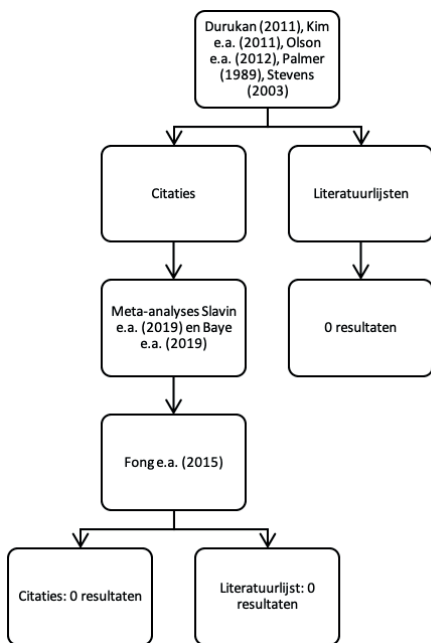 Durukan (2011), Kim
e.a. (2011), Olson
e.a. (2012), Palmer
(1989), Stevens
(2003)
Citaties
Literatuurlijsten
Meta-analyses Slavin
e.a. (2019) en Baye
e.a. (2019)
0 resultaten
Fong e.a. (2015)
Citaties: 0 resultaten
Literatuurlijst: 0
resultaten